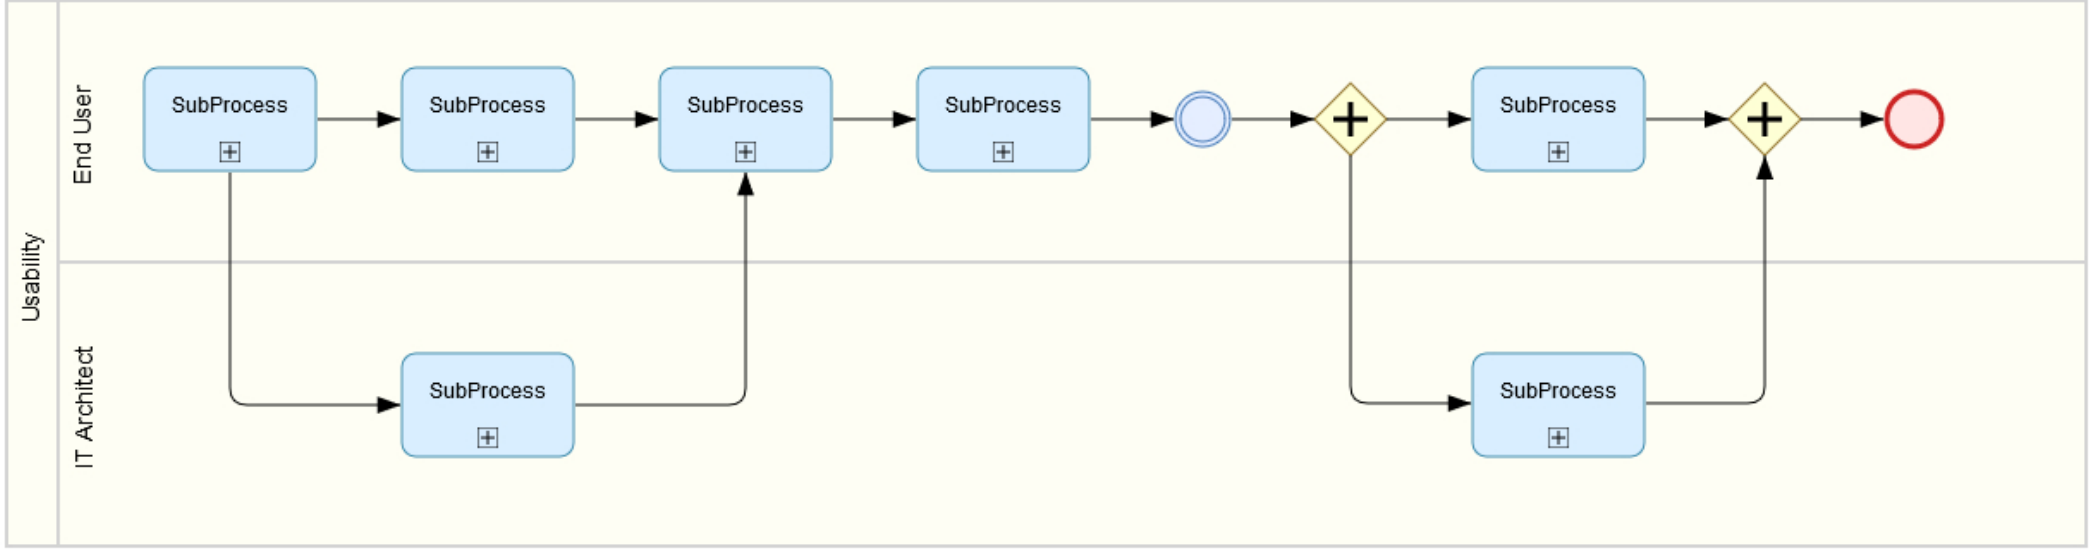 Usability
End User
SubProcess
SubProcess
SubProcess
SubProcess
SubProcess
IT Architect
SubProcess
SubProcess